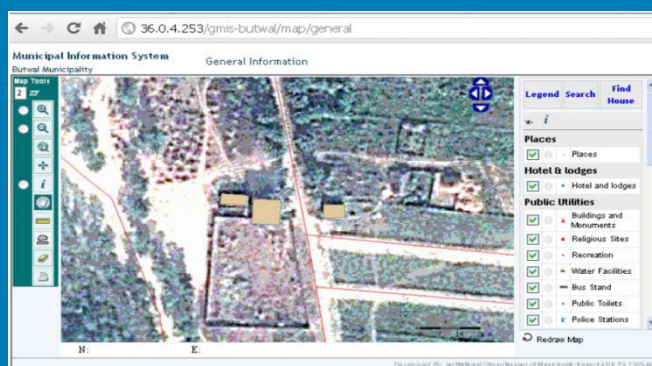 36.0.4.253/gmis-butwal/map/general
Municipal Information System
General Information
Butwal Municipality
Map Tools
2
Legend Search Find House
i
Places
Places
Hotel & lodges
Hotel and lodges
Public Utilities
Buildings and Monuments
Religious Sites
Recreation
Water Facilities
Bus Stand
Public Toilets
Police Stations
Redraw Map
i
N: E:
Developed By: